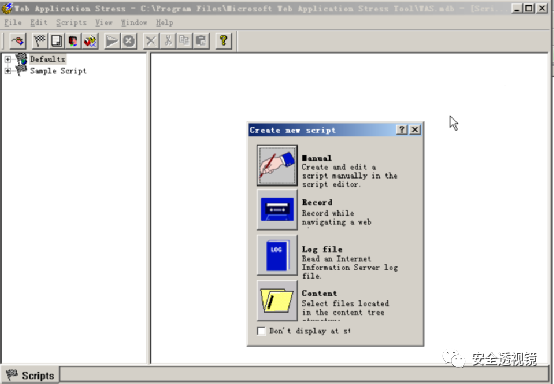 Web Application Stress - C:\Program Files\Microsoft Web Application Stress Tool\WAS.mdb - [Scri
File Edit Scripts View Window Help
Defaults
Sample Script
Create new script
Manual
Create and edit a
script manually in the
script editor.
Record
Record while
navigating a web
LOG
Log file
Read an Internet
Information Server log
file.
Content
Select files located
in the content tree
Don't display at st
Scripts
安全透视镜